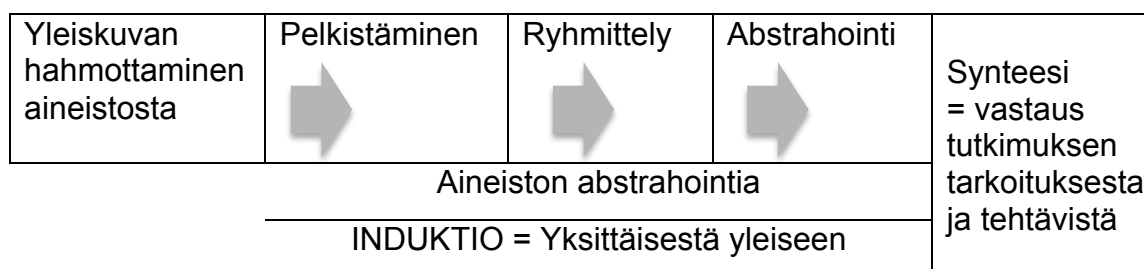 Yleiskuvan
hahmottaminen
aineistosta
Pelkistäminen
Ryhmittely
Abstrahointi
Synteesi
= vastaus
tutkimuksen
tarkoituksesta
ja tehtävistä
Aineiston abstrahointia
INDUKTIO = Yksittäisestä yleiseen